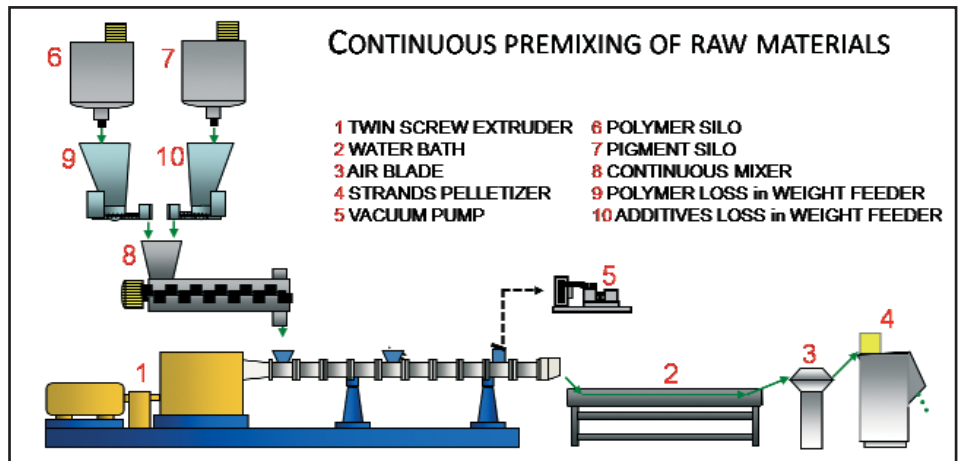 CONTINUOUS PREMIXING OF RAW MATERIALS
1 TWIN SCREW EXTRUDER
2 WATER BATH
3 AIR BLADE
4 STRANDS PELLETIZER
5 VACUUM PUMP
6 POLYMER SILO
7 PIGMENT SILO
8 CONTINUOUS MIXER
9 POLYMER LOSS in WEIGHT FEEDER
10 ADDITIVES LOSS in WEIGHT FEEDER
6
7
9
10
8
5
4
1
2
3